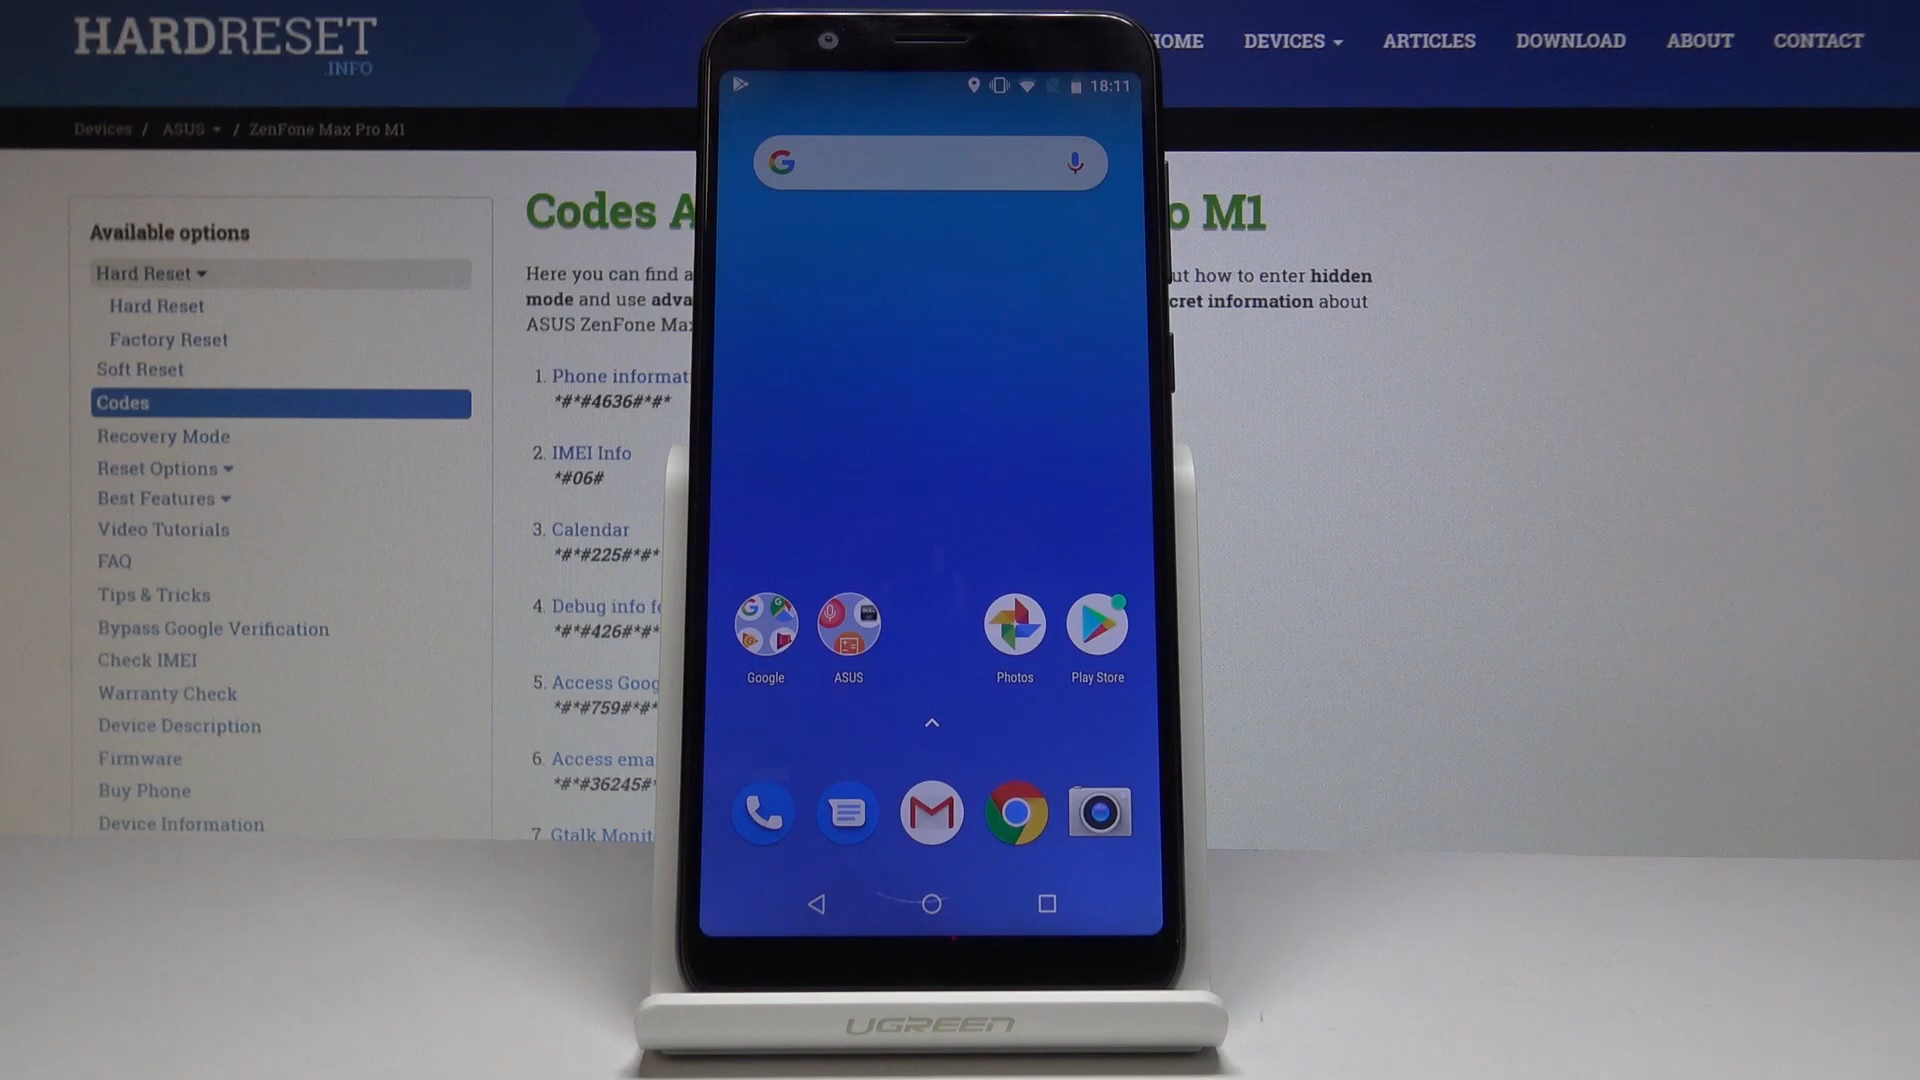 HARDRESET
.INFO
HOME DEVICES ARTICLES DOWNLOAD ABOUT CONTACT
Devices / ASUS / ZenFone Max Pro M1
Available options
Hard Reset
Hard Reset
Factory Reset
Soft Reset
Codes
Recovery Mode
Reset Options
Best Features
Video Tutorials
FAQ
Tips & Tricks
Bypass Google Verification
Check IMEI
Warranty Check
Device Description
Firmware
Buy Phone
Device Information
Codes A
o M1
Here you can find a
ut how to enter hidden
mode and use adva
cret information about
ASUS ZenFone Max
1. Phone informat
*#*#4636#*#*
2. IMEI Info
*#06#
3. Calendar
*#*#225#*#*
4. Debug info fo
*#*#426#*#*
5. Access Goog
*#*#759#*#*
6. Access emai
*#*#36245#*
7. Gtalk Monit
18:11
Google ASUS Photos Play Store
UGREEN